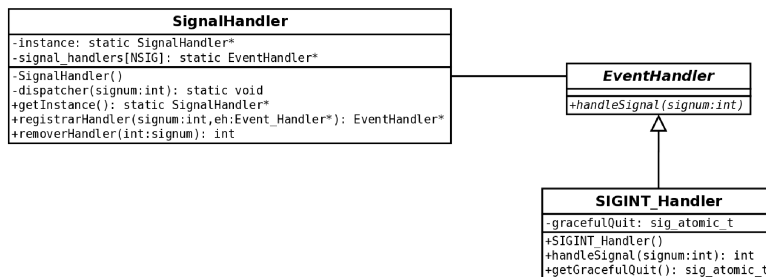 SignalHandler
-instance: static SignalHandler*
-signal_handlers[NSIG]: static EventHandler*
-SignalHandler()
-dispatcher(signum:int): static void
+getInstance(): static SignalHandler*
+registrarHandler(signum:int,eh:Event_Handler*): EventHandler*
+removerHandler(int:signum): int
EventHandler
+handleSignal(signum:int)
SIGINT_Handler
-gracefulQuit: sig_atomic_t
+SIGINT_Handler()
+handleSignal(signum:int): int
+getGracefulQuit(): sig_atomic_t